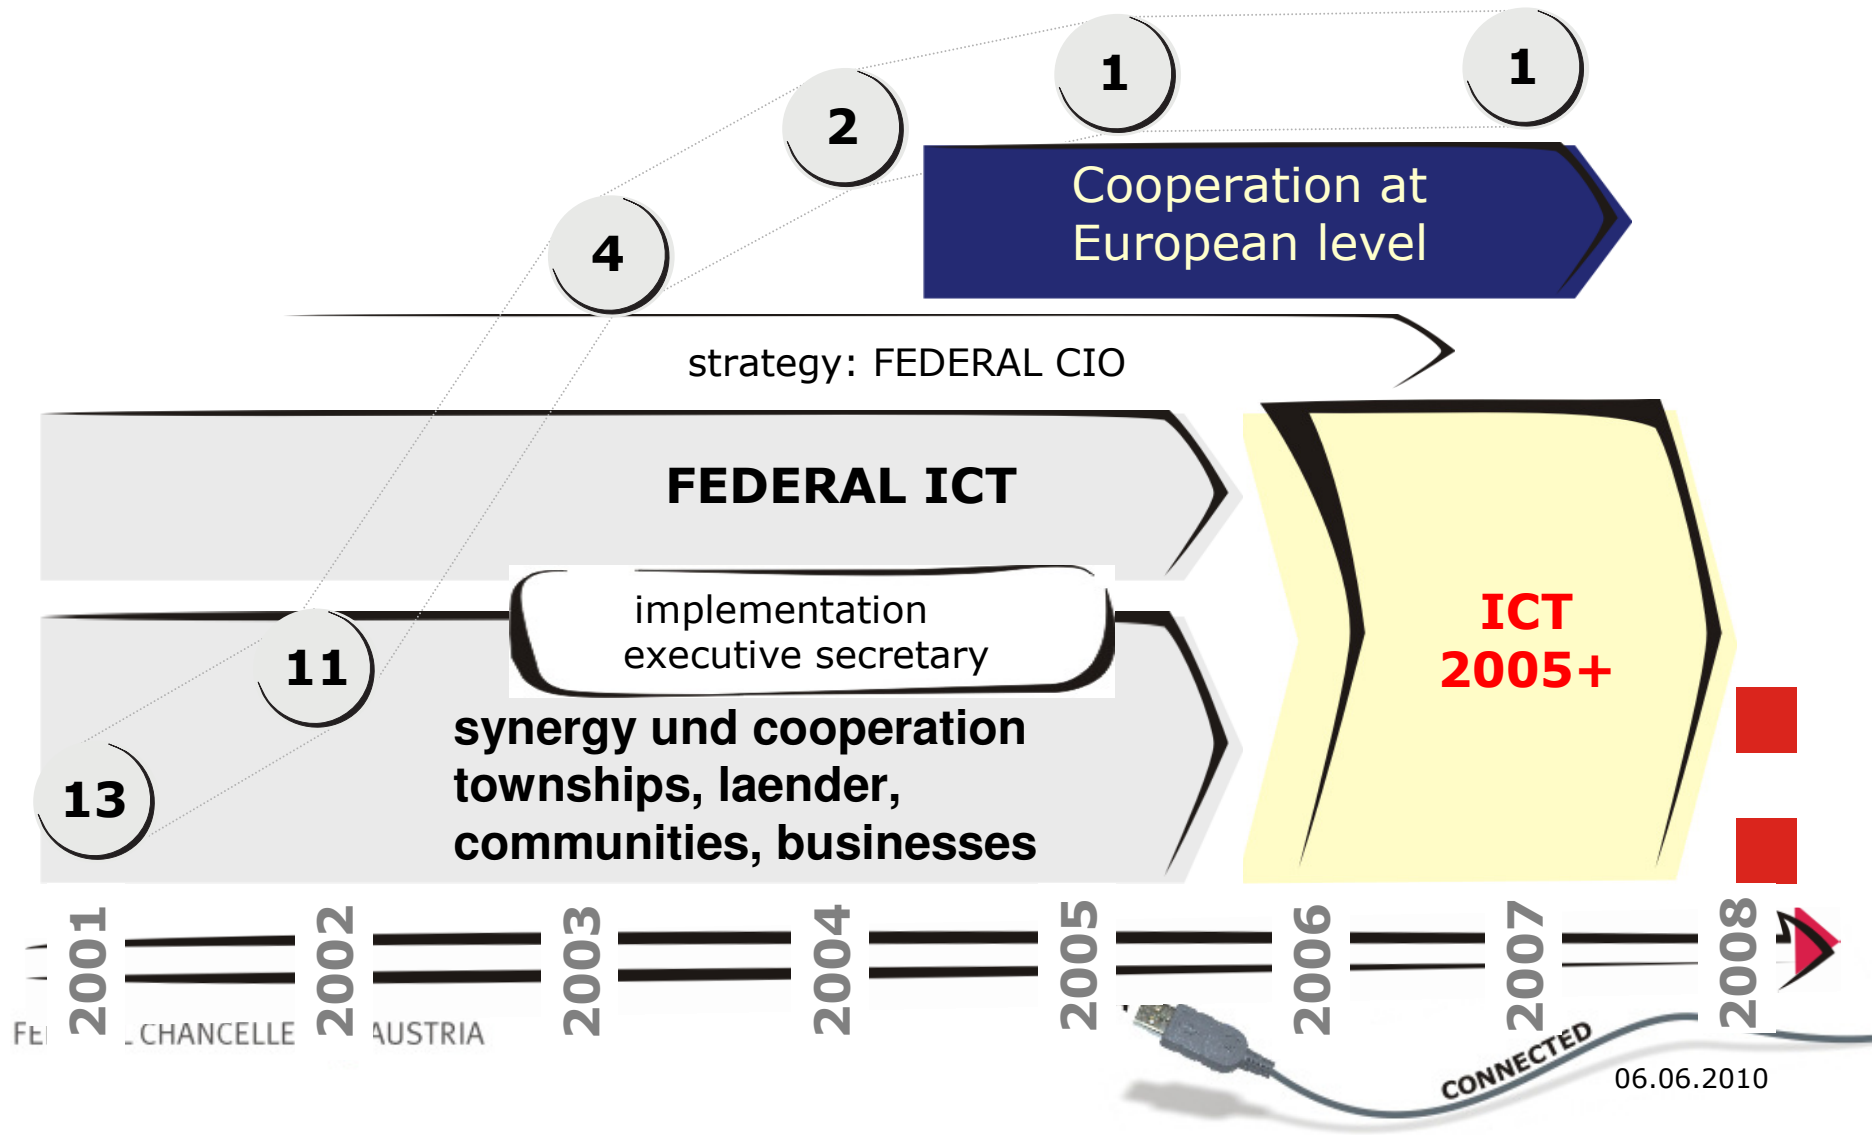 1
1
2
4
11
13
Cooperation at
European level
strategy: FEDERAL CIO
FEDERAL ICT
implementation
executive secretary
synergy und cooperation
townships, laender,
communities, businesses
ICT
2005+
2001
2002
2003
2004
2005
2006
2007
2008
AUSTRIA
CONNECTED
06.06.2010